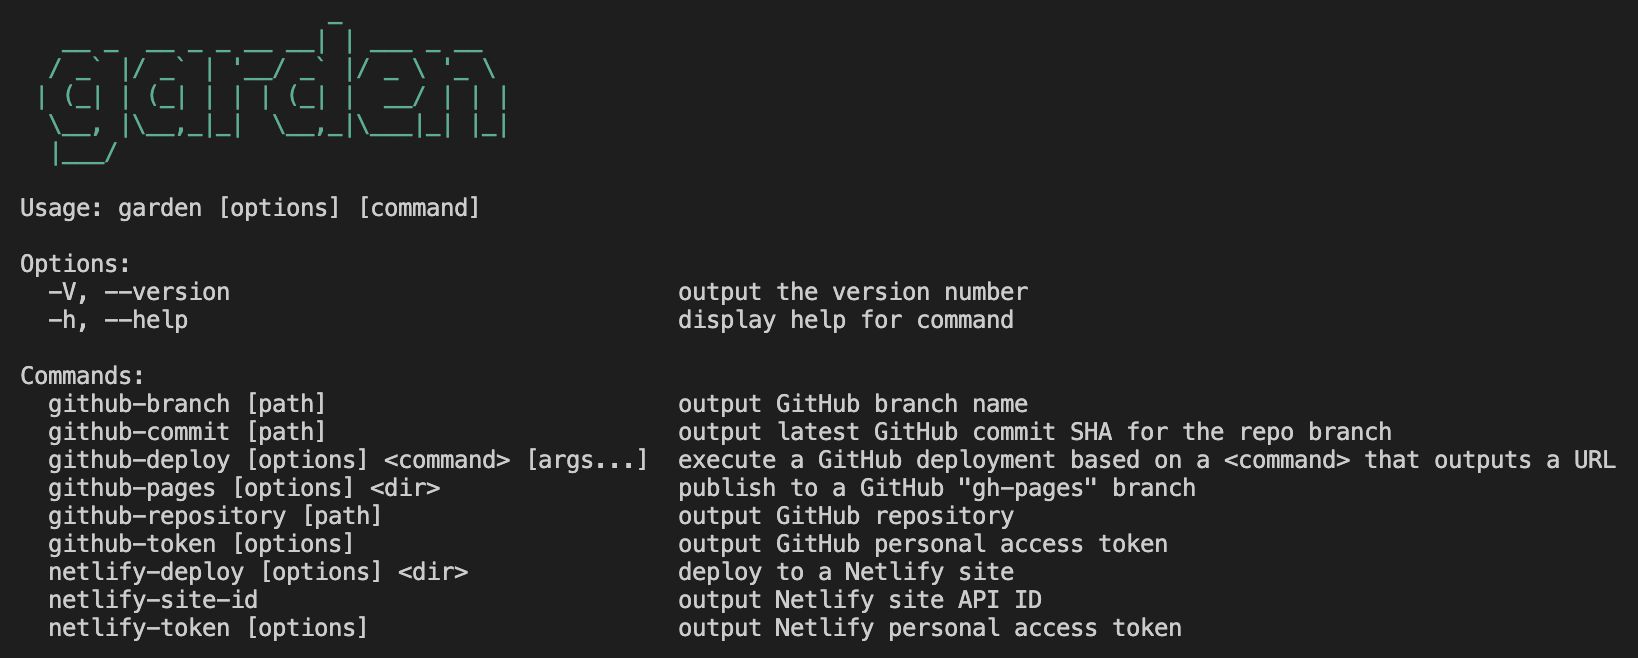 garden
Usage: garden [options] [command]
Options:
-V, --version output the version number
-h, --help display help for command
Commands:
github-branch [path] output GitHub branch name
github-commit [path] output latest GitHub commit SHA for the repo branch
github-deploy [options] <command> [args...] execute a GitHub deployment based on a <command> that outputs a URL
github-pages [options] <dir> publish to a GitHub "gh-pages" branch
github-repository [path] output GitHub repository
github-token [options] output GitHub personal access token
netlify-deploy [options] <dir> deploy to a Netlify site
netlify-site-id output Netlify site API ID
netlify-token [options] output Netlify personal access token